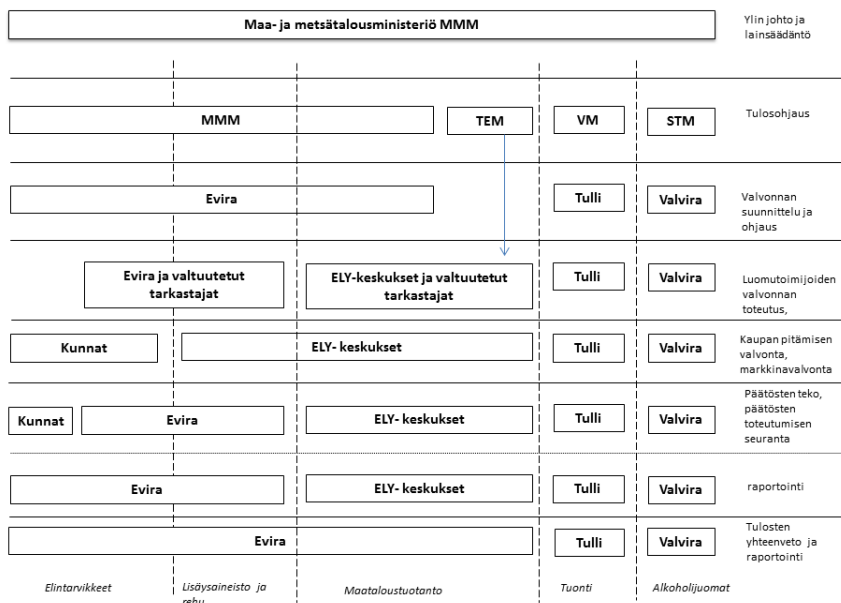 Maa- ja metsätalousministeriö MMM
Ylin johto ja
lainsäädäntö
MMM
TEM
VM
STM
Tulosohjaus
Evira
Tulli
Valvira
Valvonnan
suunnittelu ja
ohjaus
Evira ja valtuutetut
tarkastajat
ELY-keskukset ja valtuutetut
tarkastajat
Tulli
Valvira
Luomutoimijoiden
valvonnan
toteutus,
Kunnat
ELY- keskukset
Tulli
Valvira
Kaupan pitämisen
valvonta,
markkinavalvonta
Kunnat
Evira
ELY- keskukset
Tulli
Valvira
Päätösten teko,
päätösten
toteutumisen
seuranta
Evira
ELY- keskukset
Tulli
Valvira
raportointi
Evira
Tulli
Valvira
Tulosten
yhteenveto ja
raportointi
Elintarvikkeet
Lisäysaineisto ja
rehu
Maataloustuotanto
Tuonti
Alkoholijuomat